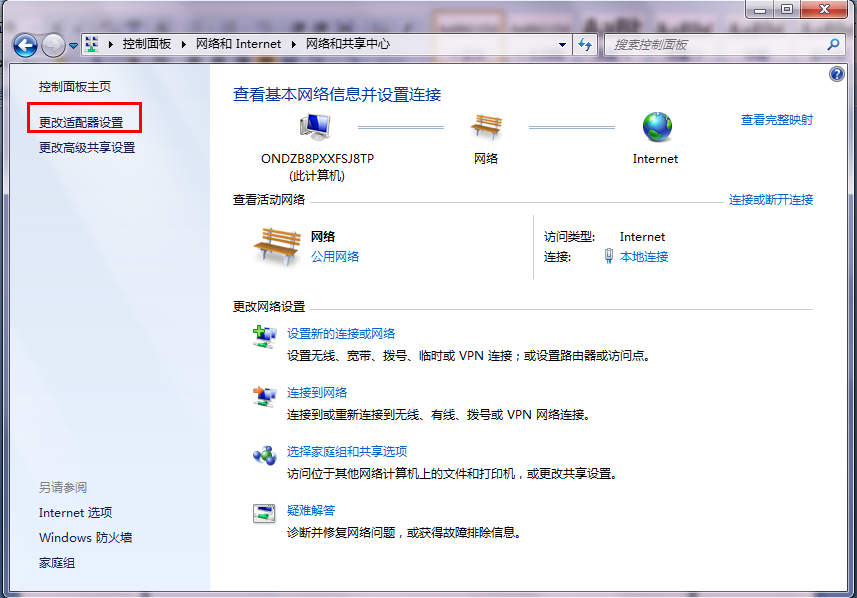 控制面板 ▸ 网络和 Internet ▸ 网络和共享中心
搜索控制面板
控制面板主页
更改适配器设置
更改高级共享设置
查看基本网络信息并设置连接
查看完整映射
ONDZB8PXXFSJ8TP
(此计算机)
网络
Internet
查看活动网络
连接或断开连接
网络
公用网络
访问类型: Internet
连接: 本地连接
更改网络设置
设置新的连接或网络
设置无线、宽带、拨号、临时或 VPN 连接；或设置路由器或访问点。
连接到网络
连接到或重新连接到无线、有线、拨号或 VPN 网络连接。
选择家庭组和共享选项
访问位于其他网络计算机上的文件和打印机，或更改共享设置。
疑难解答
诊断并修复网络问题，或获得故障排除信息。
另请参阅
Internet 选项
Windows 防火墙
家庭组